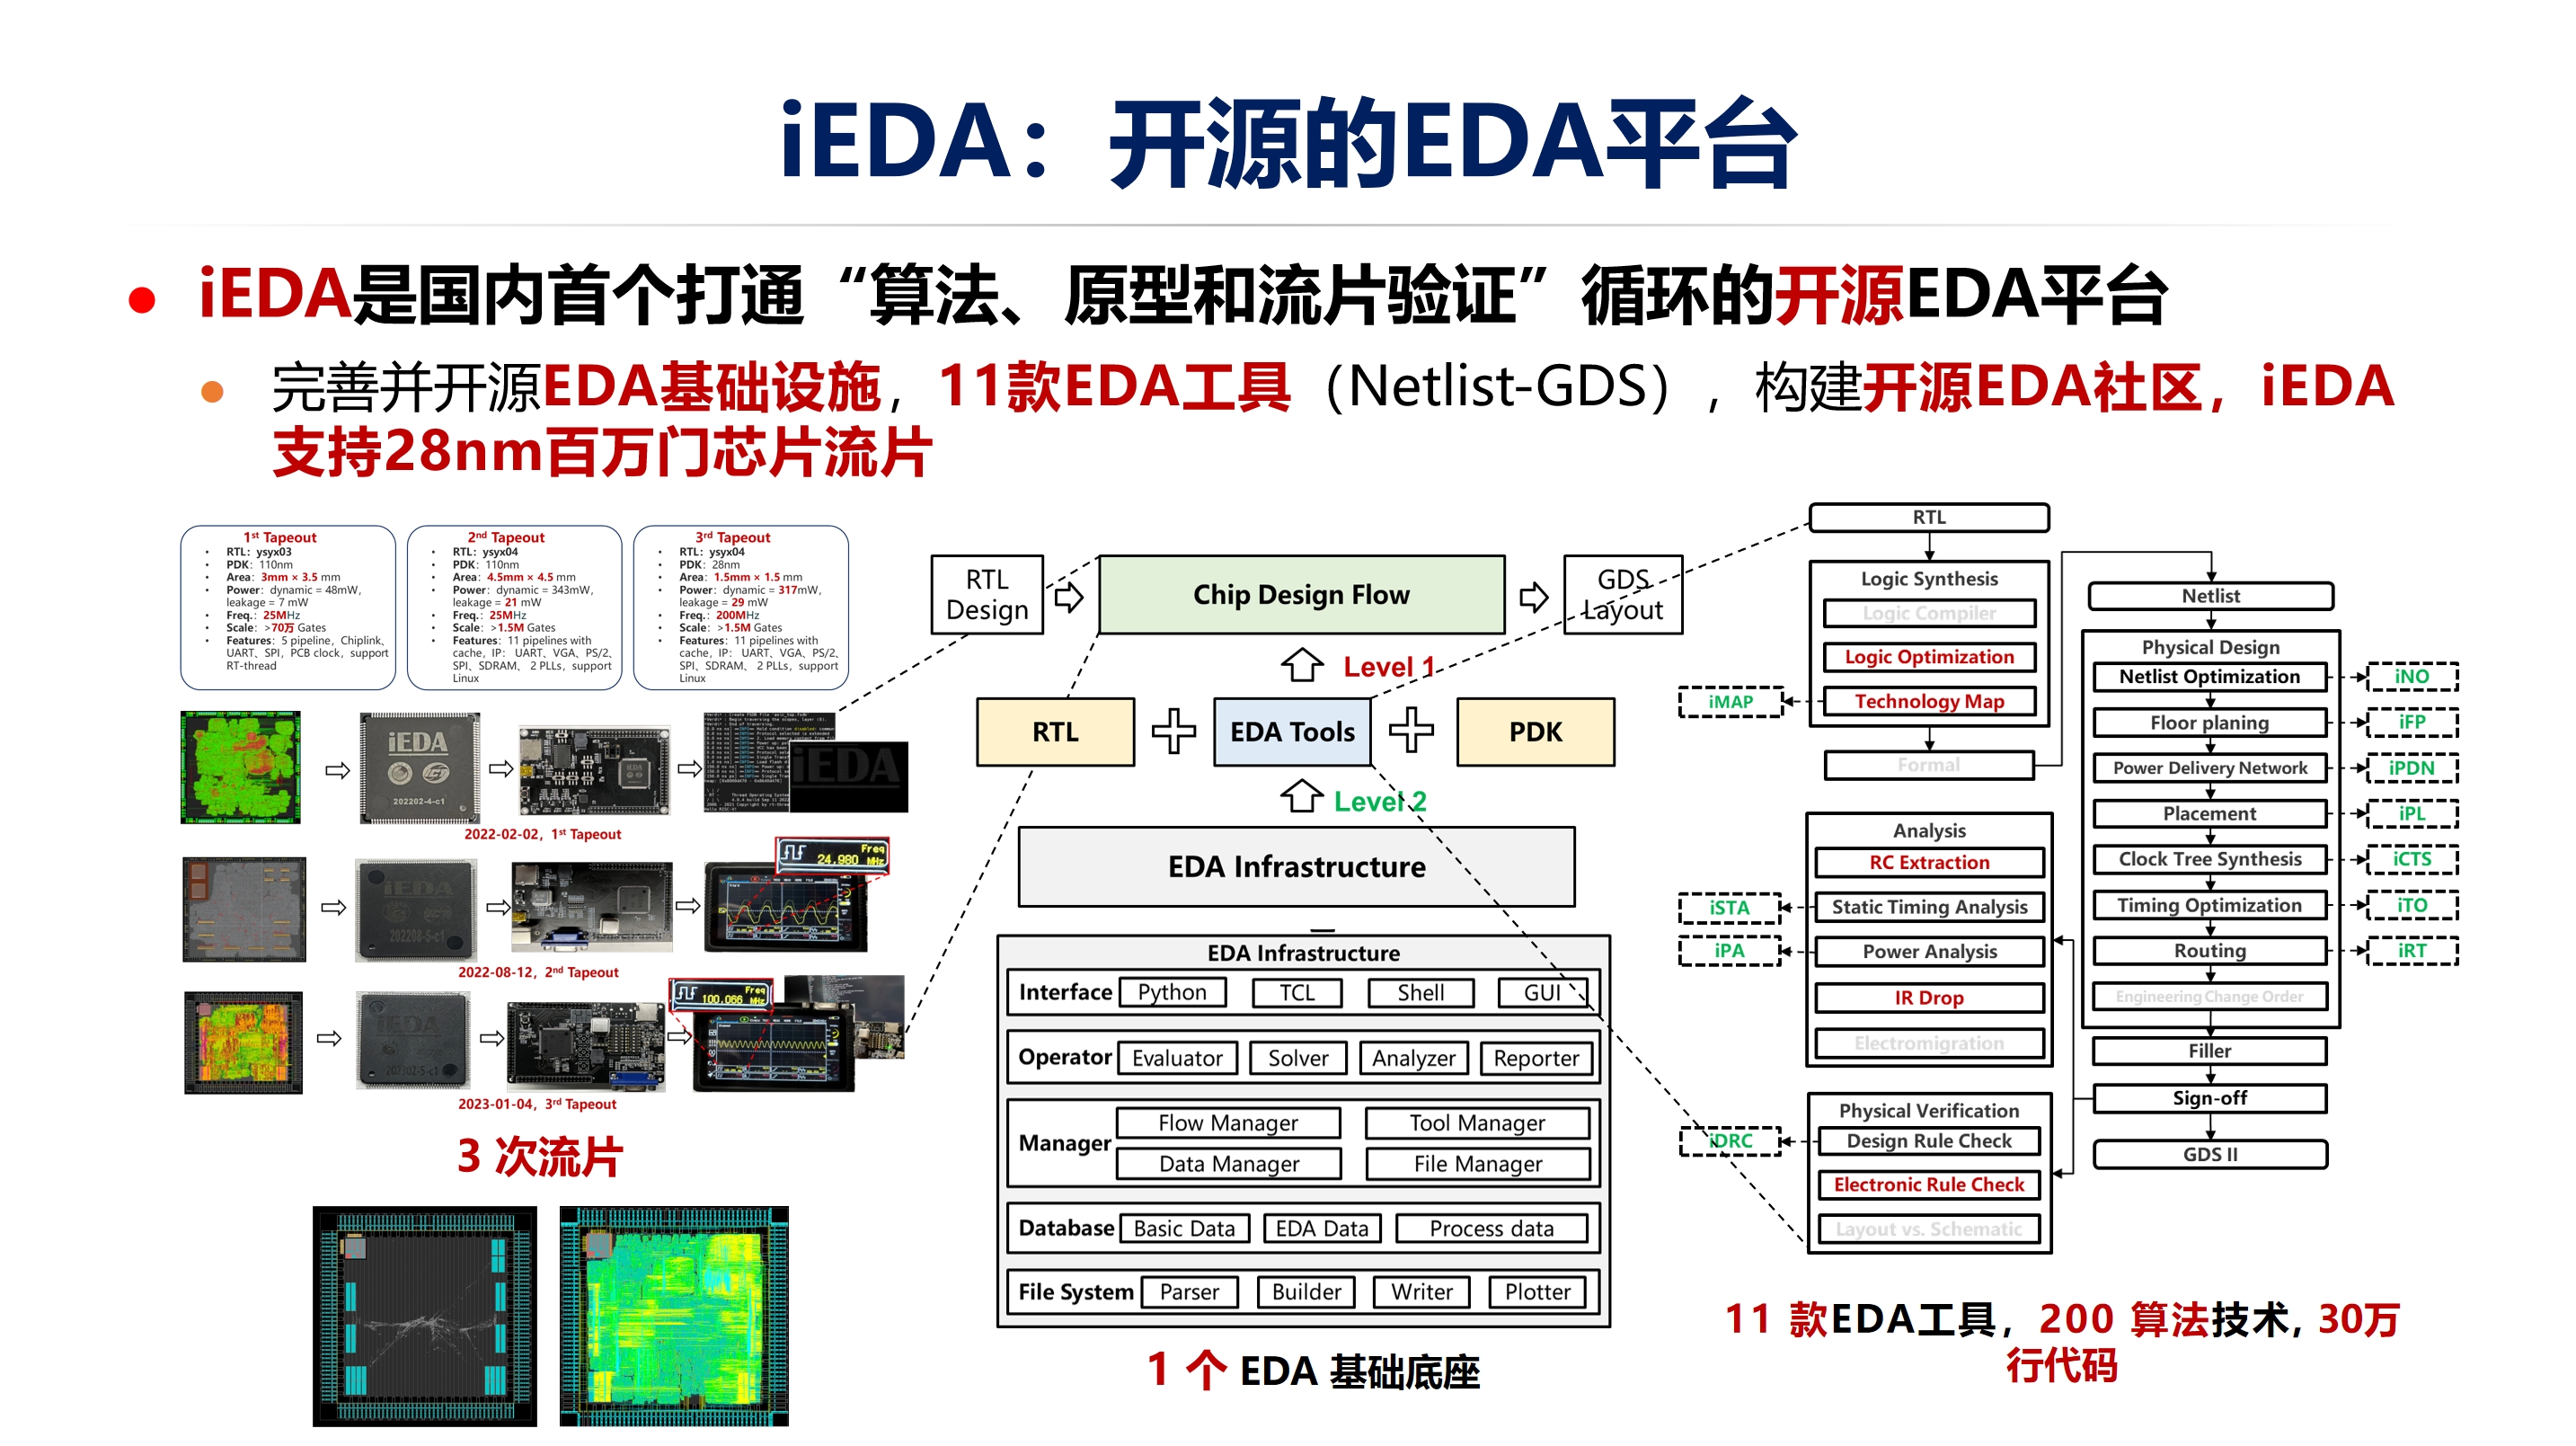 iEDA：开源的EDA平台
iEDA是国内首个打通“算法、原型和流片验证”循环的开源EDA平台
完善并开源EDA基础设施，11款EDA工具（Netlist-GDS），构建开源EDA社区，iEDA
支持28nm百万门芯片流片
1st Tapeout
RTL：ysyx03
PDK：110nm
Area：3mm × 3.5 mm
Power：dynamic = 48mW,
leakage = 7 mW
Freq.：25MHz
Scale：>70万 Gates
Features：5 pipeline，Chiplink、
UART、SPI，PCB clock，support
RT-thread
2nd Tapeout
RTL：ysyx04
PDK：110nm
Area：4.5mm × 4.5 mm
Power：dynamic = 343mW,
leakage = 21 mW
Freq.：25MHz
Scale：>1.5M Gates
Features：11 pipelines with
cache，IP： UART、VGA、PS/2、
SPI、SDRAM、 2 PLLs，support
Linux
3rd Tapeout
RTL：ysyx04
PDK：28nm
Area：1.5mm × 1.5 mm
Power：dynamic = 317mW,
leakage = 29 mW
Freq.：200MHz
Scale：>1.5M Gates
Features：11 pipelines with
cache，IP： UART、VGA、PS/2、
SPI、SDRAM、 2 PLLs，support
Linux
iEDA
202202-4-c1
iEDA
2022-02-02，1st Tapeout
iEDA
202208-5-c1
Freq
24.980 MHz
2022-08-12，2nd Tapeout
iEDA
202302-5-c1
Freq
100.066 MHz
2023-01-04，3rd Tapeout
3 次流片
RTL
Design
Chip Design Flow
GDS
Layout
Level 1
RTL
EDA Tools
PDK
Level 2
EDA Infrastructure
EDA Infrastructure
Interface Python TCL Shell GUI
Operator Evaluator Solver Analyzer Reporter
Manager
Flow Manager Tool Manager
Data Manager File Manager
Database Basic Data EDA Data Process data
File System Parser Builder Writer Plotter
1 个 EDA 基础底座
RTL
Logic Synthesis
Logic Compiler
Logic Optimization
Technology Map
iMAP
Formal
Analysis
RC Extraction
Static Timing Analysis
iSTA
Power Analysis
iPA
IR Drop
Electromigration
Physical Verification
Design Rule Check
iDRC
Electronic Rule Check
Layout vs. Schematic
Netlist
Physical Design
Netlist Optimization
iNO
Floor planing
iFP
Power Delivery Network
iPDN
Placement
iPL
Clock Tree Synthesis
iCTS
Timing Optimization
iTO
Routing
iRT
Engineering Change Order
Filler
Sign-off
GDS II
11 款EDA工具，200 算法技术, 30万
行代码